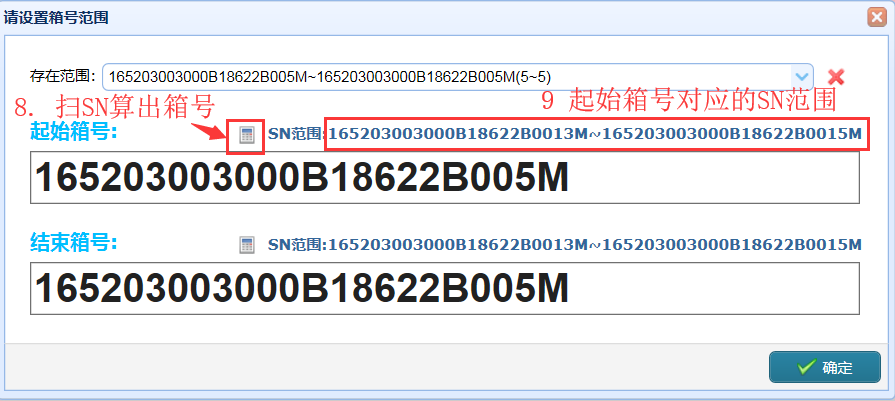 请设置箱号范围
存在范围: 165203003000B18622B005M~165203003000B18622B005M(5~5)
8. 扫SN算出箱号
9 起始箱号对应的SN范围
起始箱号: SN范围:165203003000B18622B0013M~165203003000B18622B0015M
165203003000B18622B005M
结束箱号: SN范围:165203003000B18622B0013M~165203003000B18622B0015M
165203003000B18622B005M
确定